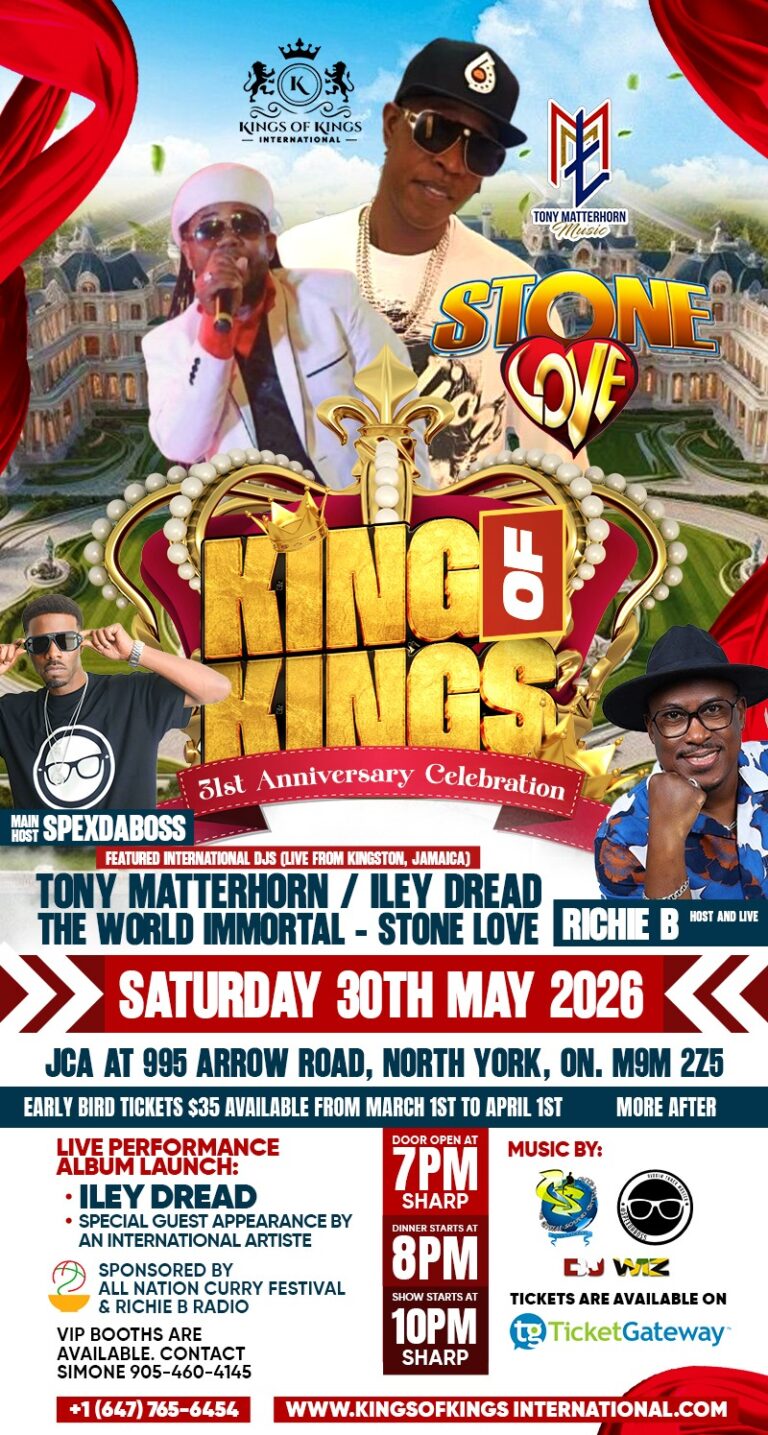 K
KINGS OF KINGS
INTERNATIONAL
TONY MATTERHORN
Music
STONE
LOVE
KING OF
KINGS
31st Anniversary Celebration
MAIN HOST SPEXDABOSS
FEATURED INTERNATIONAL DJS (LIVE FROM KINGSTON, JAMAICA)
TONY MATTERHORN / ILEY DREAD
THE WORLD IMMORTAL - STONE LOVE
RICHIE B HOST AND LIVE
SATURDAY 30TH MAY 2026
JCA AT 995 ARROW ROAD, NORTH YORK, ON. M9M 2Z5
EARLY BIRD TICKETS $35 AVAILABLE FROM MARCH 1ST TO APRIL 1ST MORE AFTER
LIVE PERFORMANCE
ALBUM LAUNCH:
• ILEY DREAD
• SPECIAL GUEST APPEARANCE BY
AN INTERNATIONAL ARTISTE
SPONSORED BY
ALL NATION CURRY FESTIVAL
& RICHIE B RADIO
VIP BOOTHS ARE
AVAILABLE. CONTACT
SIMONE 905-460-4145
DOOR OPEN AT
7PM
SHARP
DINNER STARTS AT
8PM
SHOW STARTS AT
10PM
SHARP
MUSIC BY:
DJ WIZ
TICKETS ARE AVAILABLE ON
tg TicketGateway
+1 (647) 765-6454
WWW.KINGSOFKINGS INTERNATIONAL.COM